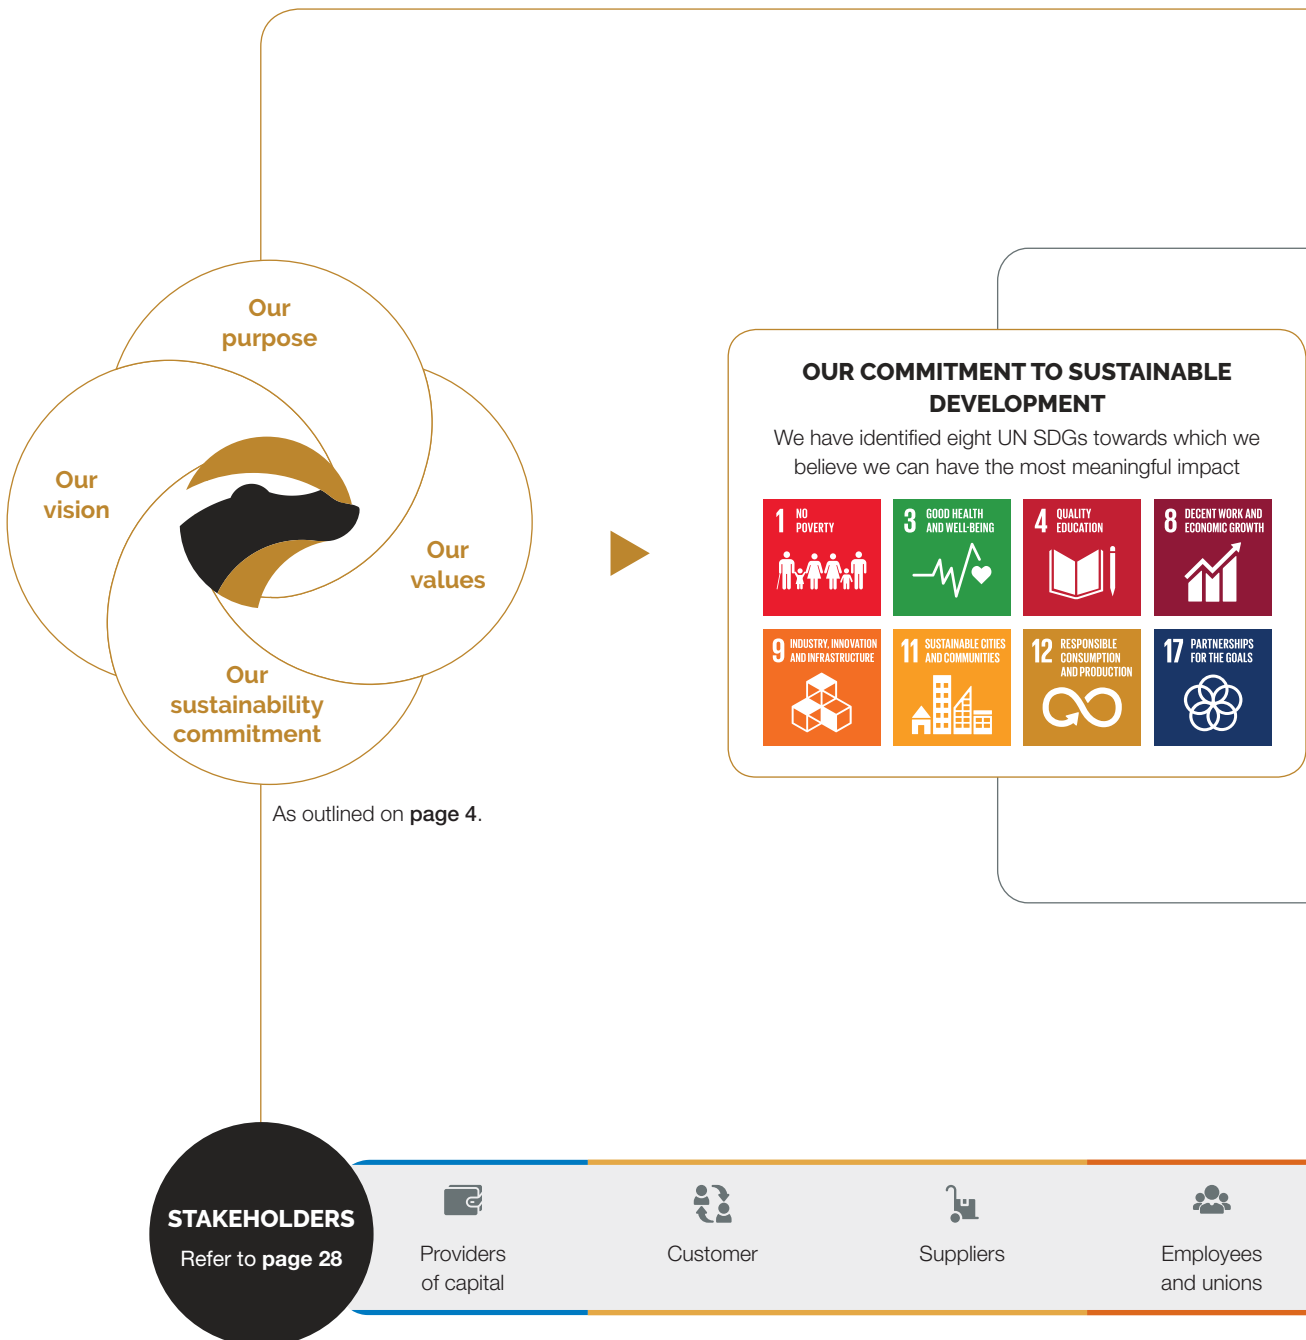 Our
purpose
Our
vision
Our
values
Our
sustainability
commitment
As outlined on page 4.
OUR COMMITMENT TO SUSTAINABLE
DEVELOPMENT
We have identified eight UN SDGs towards which we
believe we can have the most meaningful impact
1 NO
POVERTY
3 GOOD HEALTH
AND WELL-BEING
4 QUALITY
EDUCATION
8 DECENT WORK AND
ECONOMIC GROWTH
9 INDUSTRY, INNOVATION
AND INFRASTRUCTURE
11 SUSTAINABLE CITIES
AND COMMUNITIES
12 RESPONSIBLE
CONSUMPTION
AND PRODUCTION
17 PARTNERSHIPS
FOR THE GOALS
STAKEHOLDERS
Refer to page 28
Providers
of capital
Customer
Suppliers
Employees
and unions